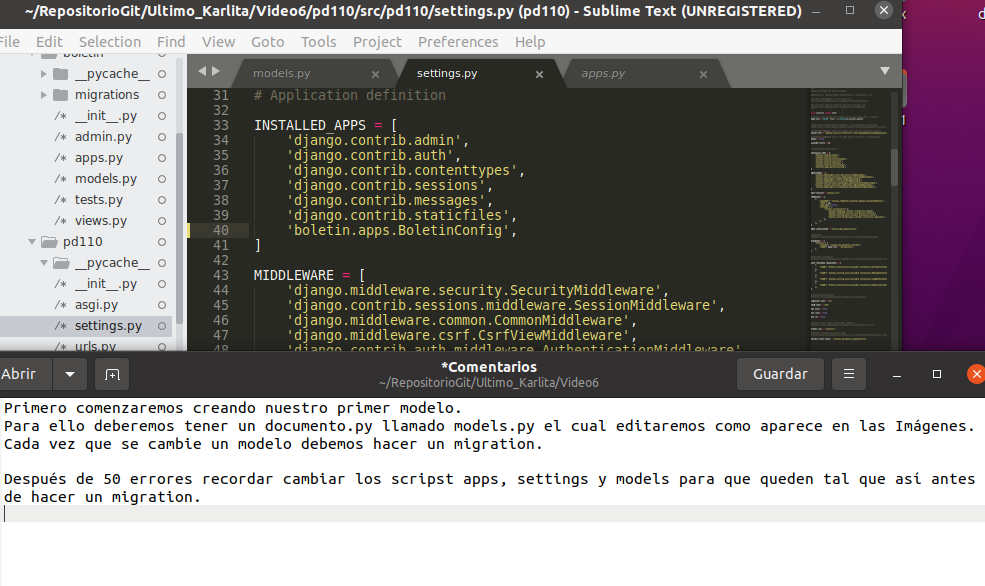 ~/RepositorioGit/Ultimo_Karlita/Video6/pd110/src/pd110/settings.py (pd110) - Sublime Text (UNREGISTERED)
File Edit Selection Find View Goto Tools Project Preferences Help
boletin
__pycache__
migrations
__init__.py
admin.py
apps.py
models.py
tests.py
views.py
pd110
__pycache__
__init__.py
asgi.py
settings.py
urls.py
models.py settings.py apps.py
31 # Application definition
32
33 INSTALLED_APPS = [
34 'django.contrib.admin',
35 'django.contrib.auth',
36 'django.contrib.contenttypes',
37 'django.contrib.sessions',
38 'django.contrib.messages',
39 'django.contrib.staticfiles',
40 'boletin.apps.BoletinConfig',
41 ]
42
43 MIDDLEWARE = [
44 'django.middleware.security.SecurityMiddleware',
45 'django.contrib.sessions.middleware.SessionMiddleware',
46 'django.middleware.common.CommonMiddleware',
47 'django.middleware.csrf.CsrfViewMiddleware',
48 'django.contrib.auth.middleware.AuthenticationMiddleware'
Abrir
*Comentarios
~/RepositorioGit/Ultimo_Karlita/Video6
Guardar
Primero comenzaremos creando nuestro primer modelo.
Para ello deberemos tener un documento.py llamado models.py el cual editaremos como aparece en las Imágenes.
Cada vez que se cambie un modelo debemos hacer un migration.
Después de 50 errores recordar cambiar los scripst apps, settings y models para que queden tal que así antes
de hacer un migration.